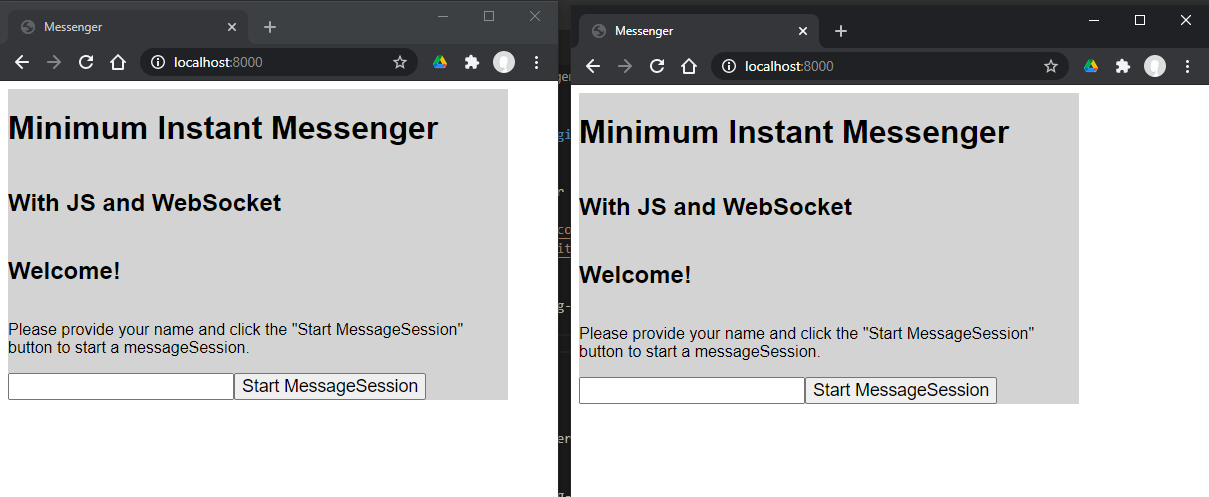 Messenger
localhost:8000
Minimum Instant Messenger
With JS and WebSocket
Welcome!
Please provide your name and click the "Start MessageSession"
button to start a messageSession.
Start MessageSession
Messenger
localhost:8000
Minimum Instant Messenger
With JS and WebSocket
Welcome!
Please provide your name and click the "Start MessageSession"
button to start a messageSession.
Start MessageSession